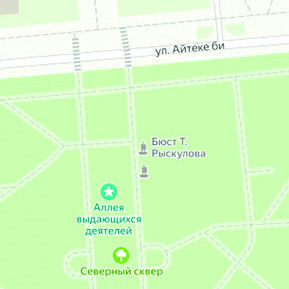 ул. Айтеке би
Бюст Т.
Рыскулова
Аллея
выдающихся
деятелей
Северный сквер